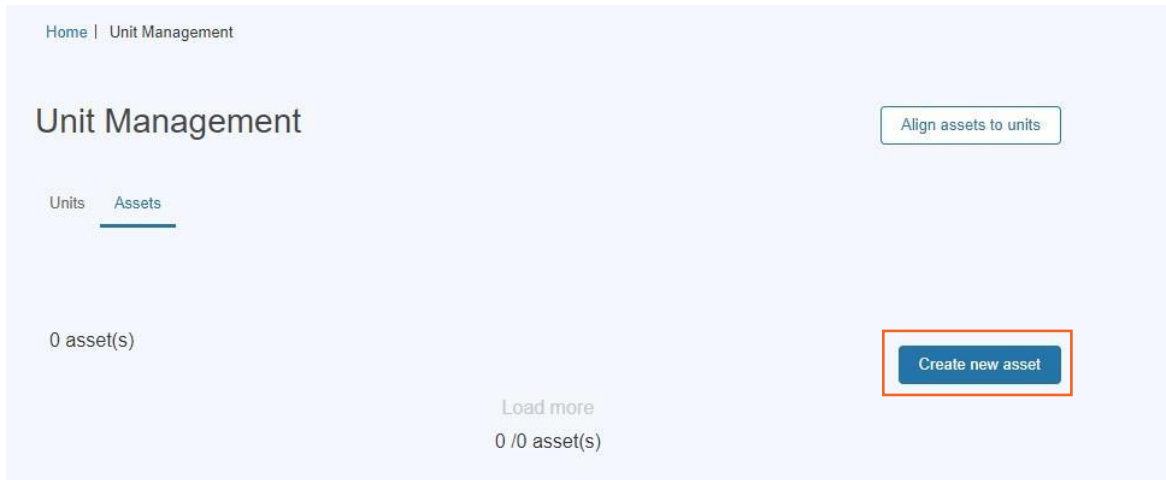 Home | Unit Management
Unit Management
Align assets to units
Units Assets
0 asset(s)
Create new asset
Load more
0 /0 asset(s)